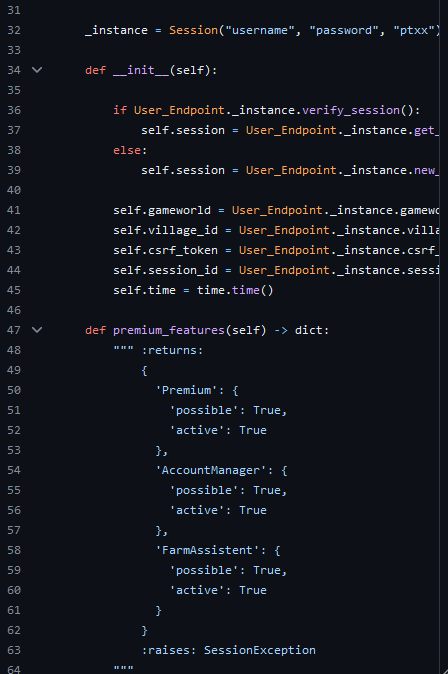 31
32 _instance = Session("username", "password", "ptxx")
33
34 def __init__(self):
35
36 if User_Endpoint._instance.verify_session():
37 self.session = User_Endpoint._instance.get_
38 else:
39 self.session = User_Endpoint._instance.new_
40
41 self.gameworld = User_Endpoint._instance.gamewo
42 self.village_id = User_Endpoint._instance.villa
43 self.csrf_token = User_Endpoint._instance.csrf_
44 self.session_id = User_Endpoint._instance.sessi
45 self.time = time.time()
46
47 def premium_features(self) -> dict:
48 """ :returns:
49 {
50 'Premium': {
51 'possible': True,
52 'active': True
53 },
54 'AccountManager': {
55 'possible': True,
56 'active': True
57 },
58 'FarmAssistent': {
59 'possible': True,
60 'active': True
61 }
62 }
63 :raises: SessionException
64 """